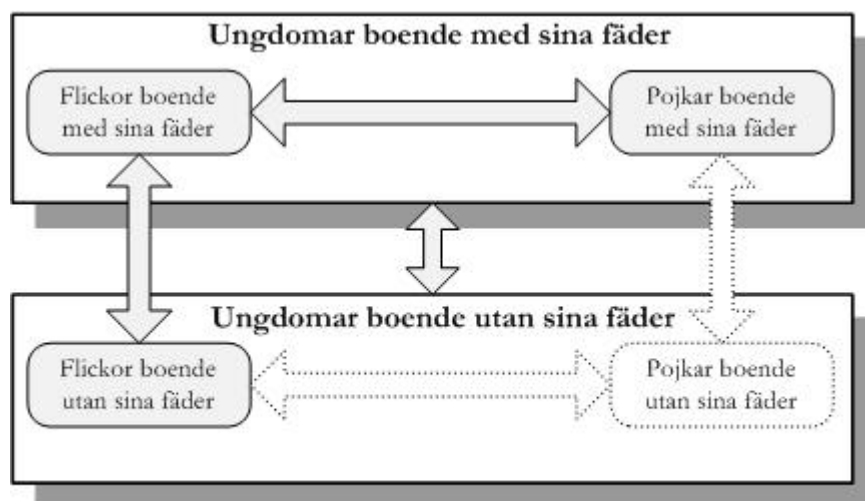 Ungdomar boende med sina fäder
Flickor boende
med sina fäder
Pojkar boende
med sina fäder
Ungdomar boende utan sina fäder
Flickor boende
utan sina fäder
Pojkar boende
utan sina fäder